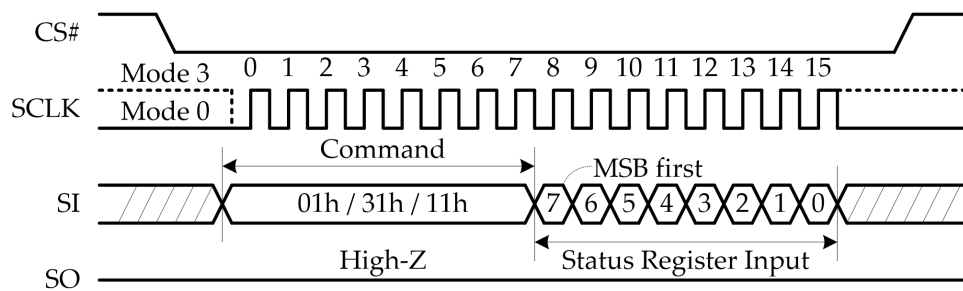 CS#
Mode 3
0 1 2 3 4 5 6 7 8 9 10 11 12 13 14 15
SCLK
Mode 0
Command
MSB first
SI
01h / 31h / 11h
7 6 5 4 3 2 1 0
High-Z
Status Register Input
SO